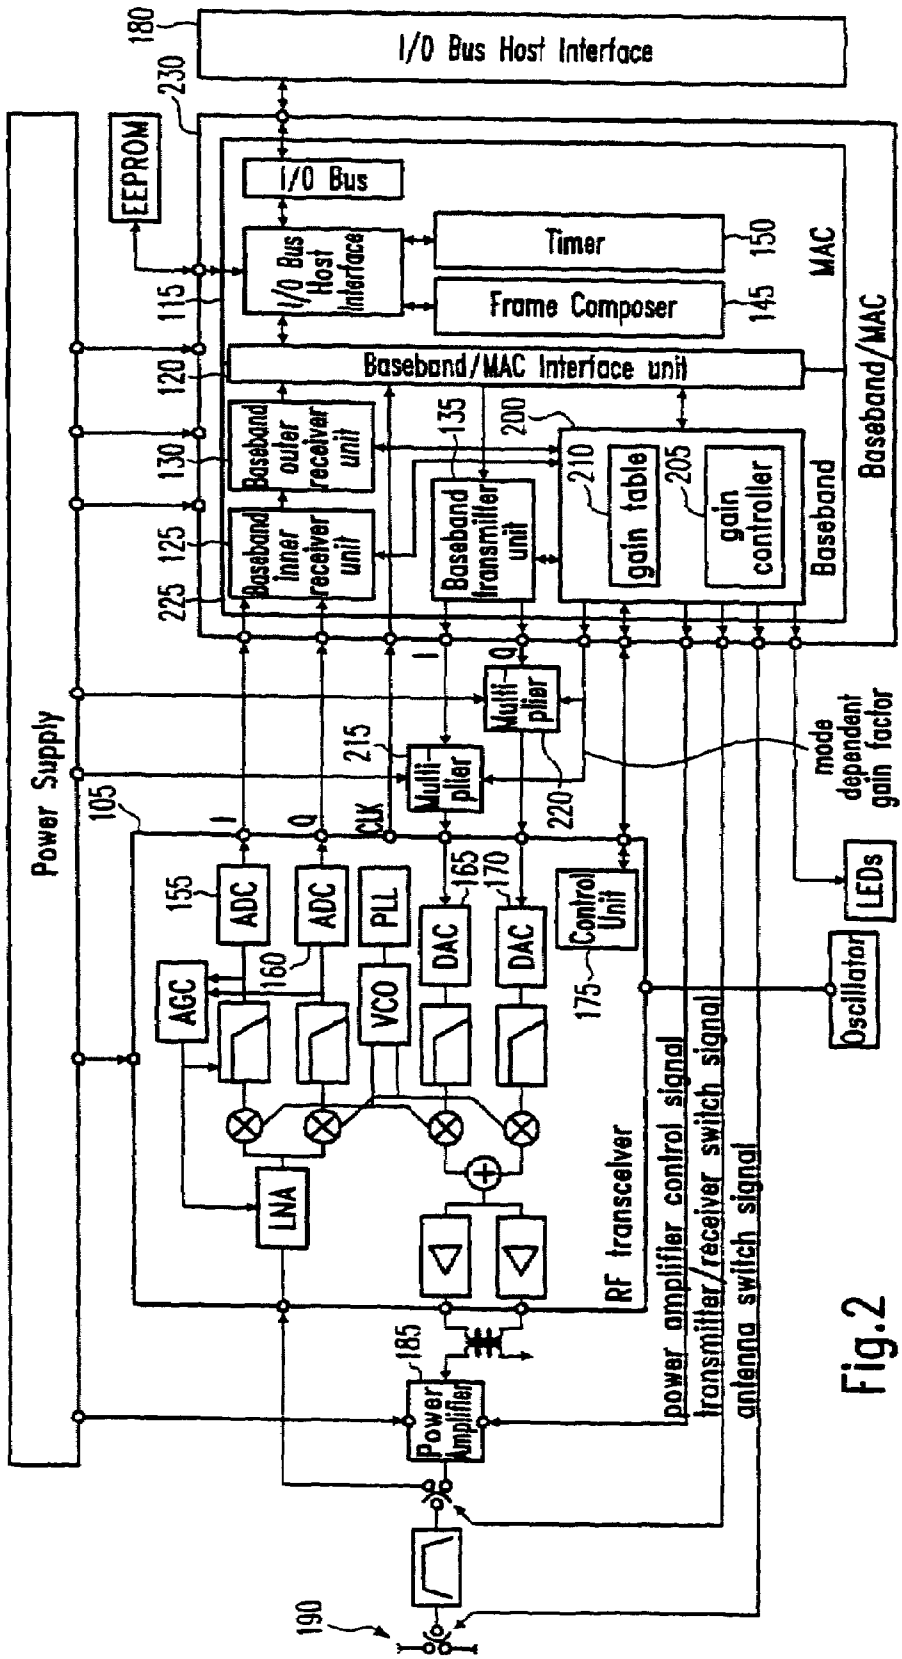 Power Supply
EEPROM
230
180
I/O Bus Host Interface
115
I/O Bus
I/O Bus
Host
Interface
Timer
150
Frame Composer
145
MAC
Baseband/MAC
120
Baseband/MAC Interface unit
130
Baseband
outer
receiver
unit
125
Baseband
inner
receiver
unit
225
135
Baseband
transmitter
unit
200
210
gain table
205
gain
controller
Baseband
I
Q
CLK
I
Q
215
Multi-
plier
Multi-
plier
220
mode
dependent
gain factor
105
155
ADC
160
ADC
PLL
165
DAC
170
DAC
Control
Unit
175
AGC
VCO
LNA
RF transceiver
LEDs
Oscillator
185
Power
Amplifier
power amplifier control signal
transmitter/receiver switch signal
antenna switch signal
190
Fig.2